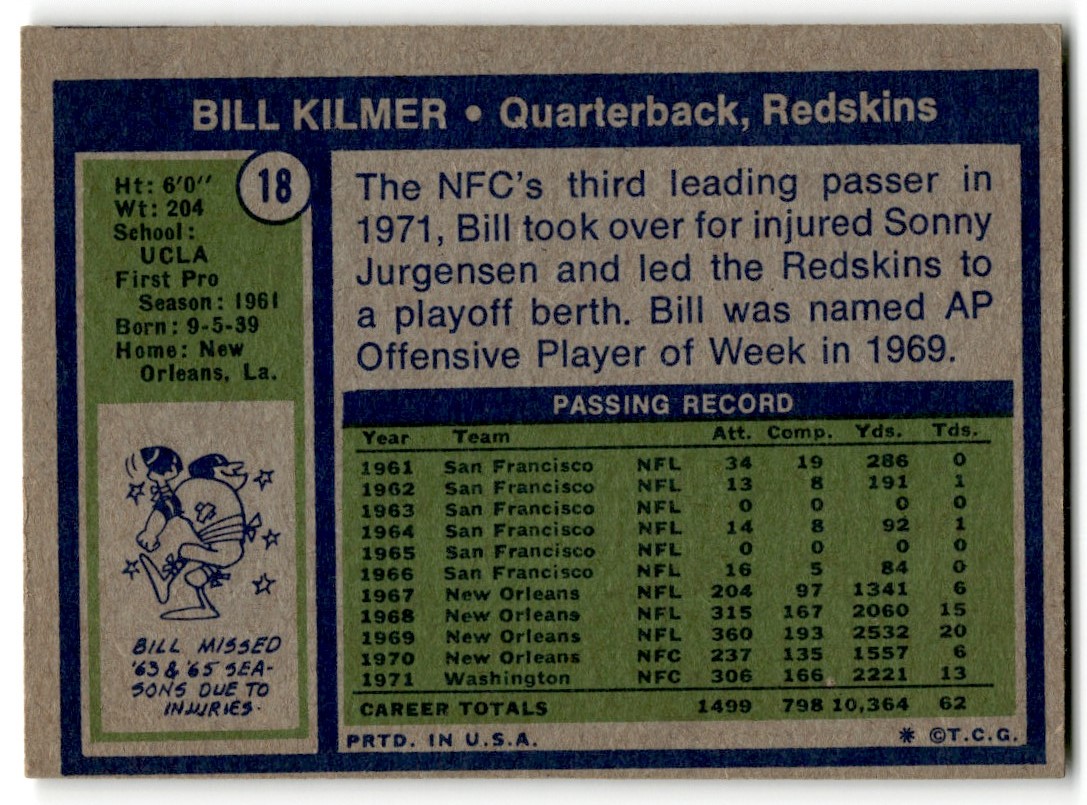 BILL KILMER • Quarterback, Redskins
18
Ht: 6'0"
Wt: 204
School:
UCLA
First Pro
Season: 1961
Born: 9-5-39
Home: New
Orleans, La.
BILL MISSED
'63 & '65 SEA-
SONS DUE TO
INJURIES.
The NFC's third leading passer in
1971, Bill took over for injured Sonny
Jurgensen and led the Redskins to
a playoff berth. Bill was named AP
Offensive Player of Week in 1969.
PASSING RECORD
Year Team Att. Comp. Yds. Tds.
1961 San Francisco NFL 34 19 286 0
1962 San Francisco NFL 13 8 191 1
1963 San Francisco NFL 0 0 0 0
1964 San Francisco NFL 14 8 92 1
1965 San Francisco NFL 0 0 0 0
1966 San Francisco NFL 16 5 84 0
1967 New Orleans NFL 204 97 1341 6
1968 New Orleans NFL 315 167 2060 15
1969 New Orleans NFL 360 193 2532 20
1970 New Orleans NFC 237 135 1557 6
1971 Washington NFC 306 166 2221 13
CAREER TOTALS 1499 798 10,364 62
PRTD. IN U.S.A. * ©T.C.G.